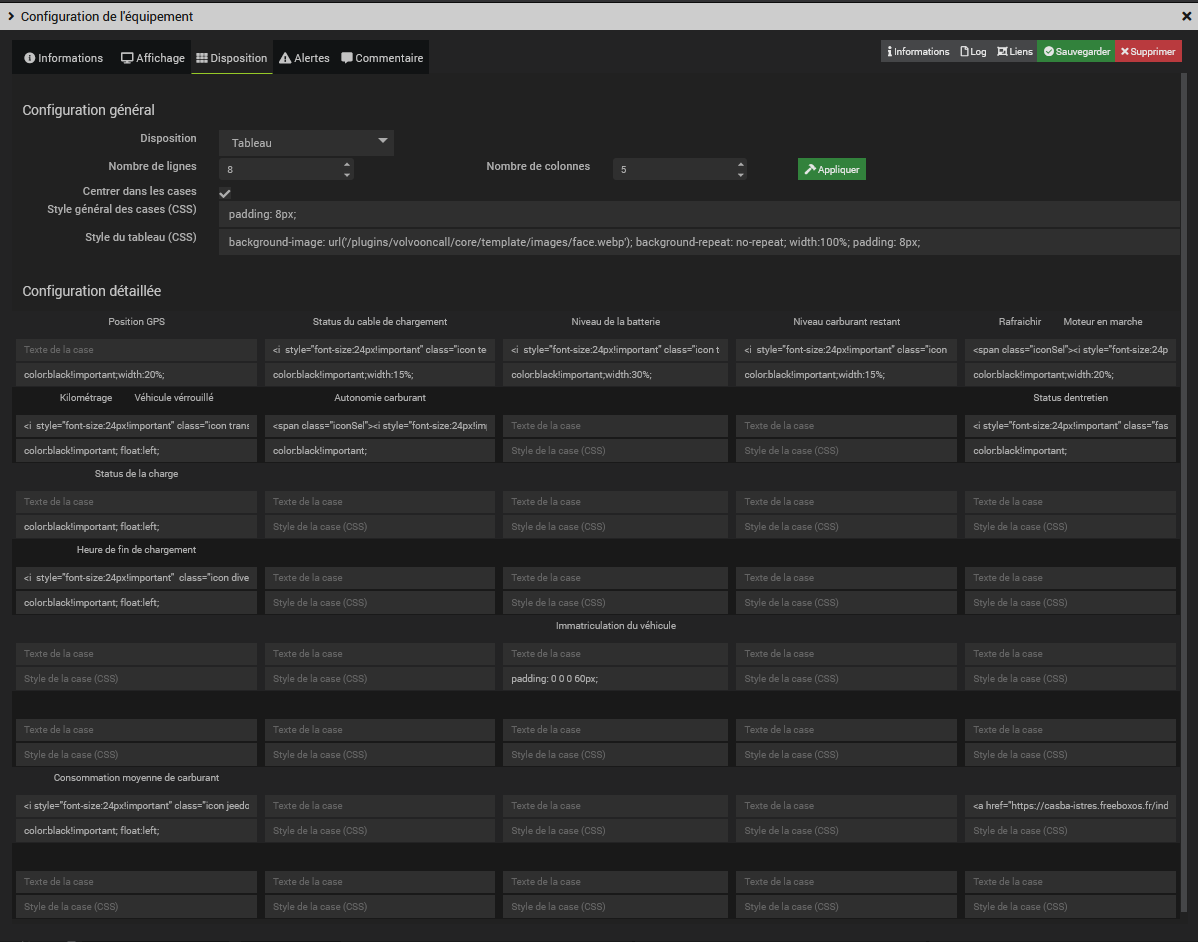 Configuration de l'équipement
Informations Affichage Disposition Alertes Commentaire
Informations Log Liens Sauvegarder Supprimer
Configuration général
Disposition Tableau
Nombre de lignes 8 Nombre de colonnes 5 Appliquer
Centrer dans les cases
Style général des cases (CSS) padding: 8px;
Style du tableau (CSS) background-image: url('/plugins/volvooncall/core/template/images/face.webp'); background-repeat: no-repeat; width:100%; padding: 8px;
Configuration détaillée
Position GPS Status du cable de chargement Niveau de la batterie Niveau carburant restant Rafraichir Moteur en marche
Texte de la case <i style="font-size:24px!important" class="icon te <i style="font-size:24px!important" class="icon t <i style="font-size:24px!important" class="icon <span class="iconSel"><i style="font-size:24p
color:black!important;width:20%; color:black!important;width:15%; color:black!important;width:30%; color:black!important;width:15%; color:black!important;width:20%;
Kilométrage Véhicule vérrouillé Autonomie carburant Status dentretien
<i style="font-size:24px!important" class="icon trans <span class="iconSel"><i style="font-size:24px!im Texte de la case Texte de la case <i style="font-size:24px!important" class="fas
color:black!important; float:left; color:black!important; Style de la case (CSS) Style de la case (CSS) color:black!important;
Status de la charge
Texte de la case Texte de la case Texte de la case Texte de la case Texte de la case
color:black!important; float:left; Style de la case (CSS) Style de la case (CSS) Style de la case (CSS) Style de la case (CSS)
Heure de fin de chargement
<i style="font-size:24px!important" class="icon dive Texte de la case Texte de la case Texte de la case Texte de la case
color:black!important; float:left; Style de la case (CSS) Style de la case (CSS) Style de la case (CSS) Style de la case (CSS)
Immatriculation du véhicule
Texte de la case Texte de la case Texte de la case Texte de la case Texte de la case
Style de la case (CSS) Style de la case (CSS) padding: 0 0 0 60px; Style de la case (CSS) Style de la case (CSS)
Texte de la case Texte de la case Texte de la case Texte de la case Texte de la case
Style de la case (CSS) Style de la case (CSS) Style de la case (CSS) Style de la case (CSS) Style de la case (CSS)
Consommation moyenne de carburant
<i style="font-size:24px!important" class="icon jeedo Texte de la case Texte de la case Texte de la case <a href="https://casba-istres.freeboxos.fr/ind
color:black!important; float:left; Style de la case (CSS) Style de la case (CSS) Style de la case (CSS) Style de la case (CSS)
Texte de la case Texte de la case Texte de la case Texte de la case Texte de la case
Style de la case (CSS) Style de la case (CSS) Style de la case (CSS) Style de la case (CSS) Style de la case (CSS)